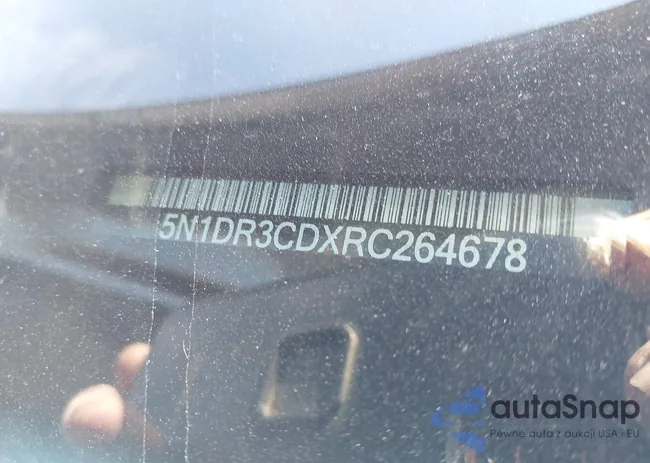 5N1DR3CDXRC264678
autaSnap
Pewne auta z aukcji USA i EU